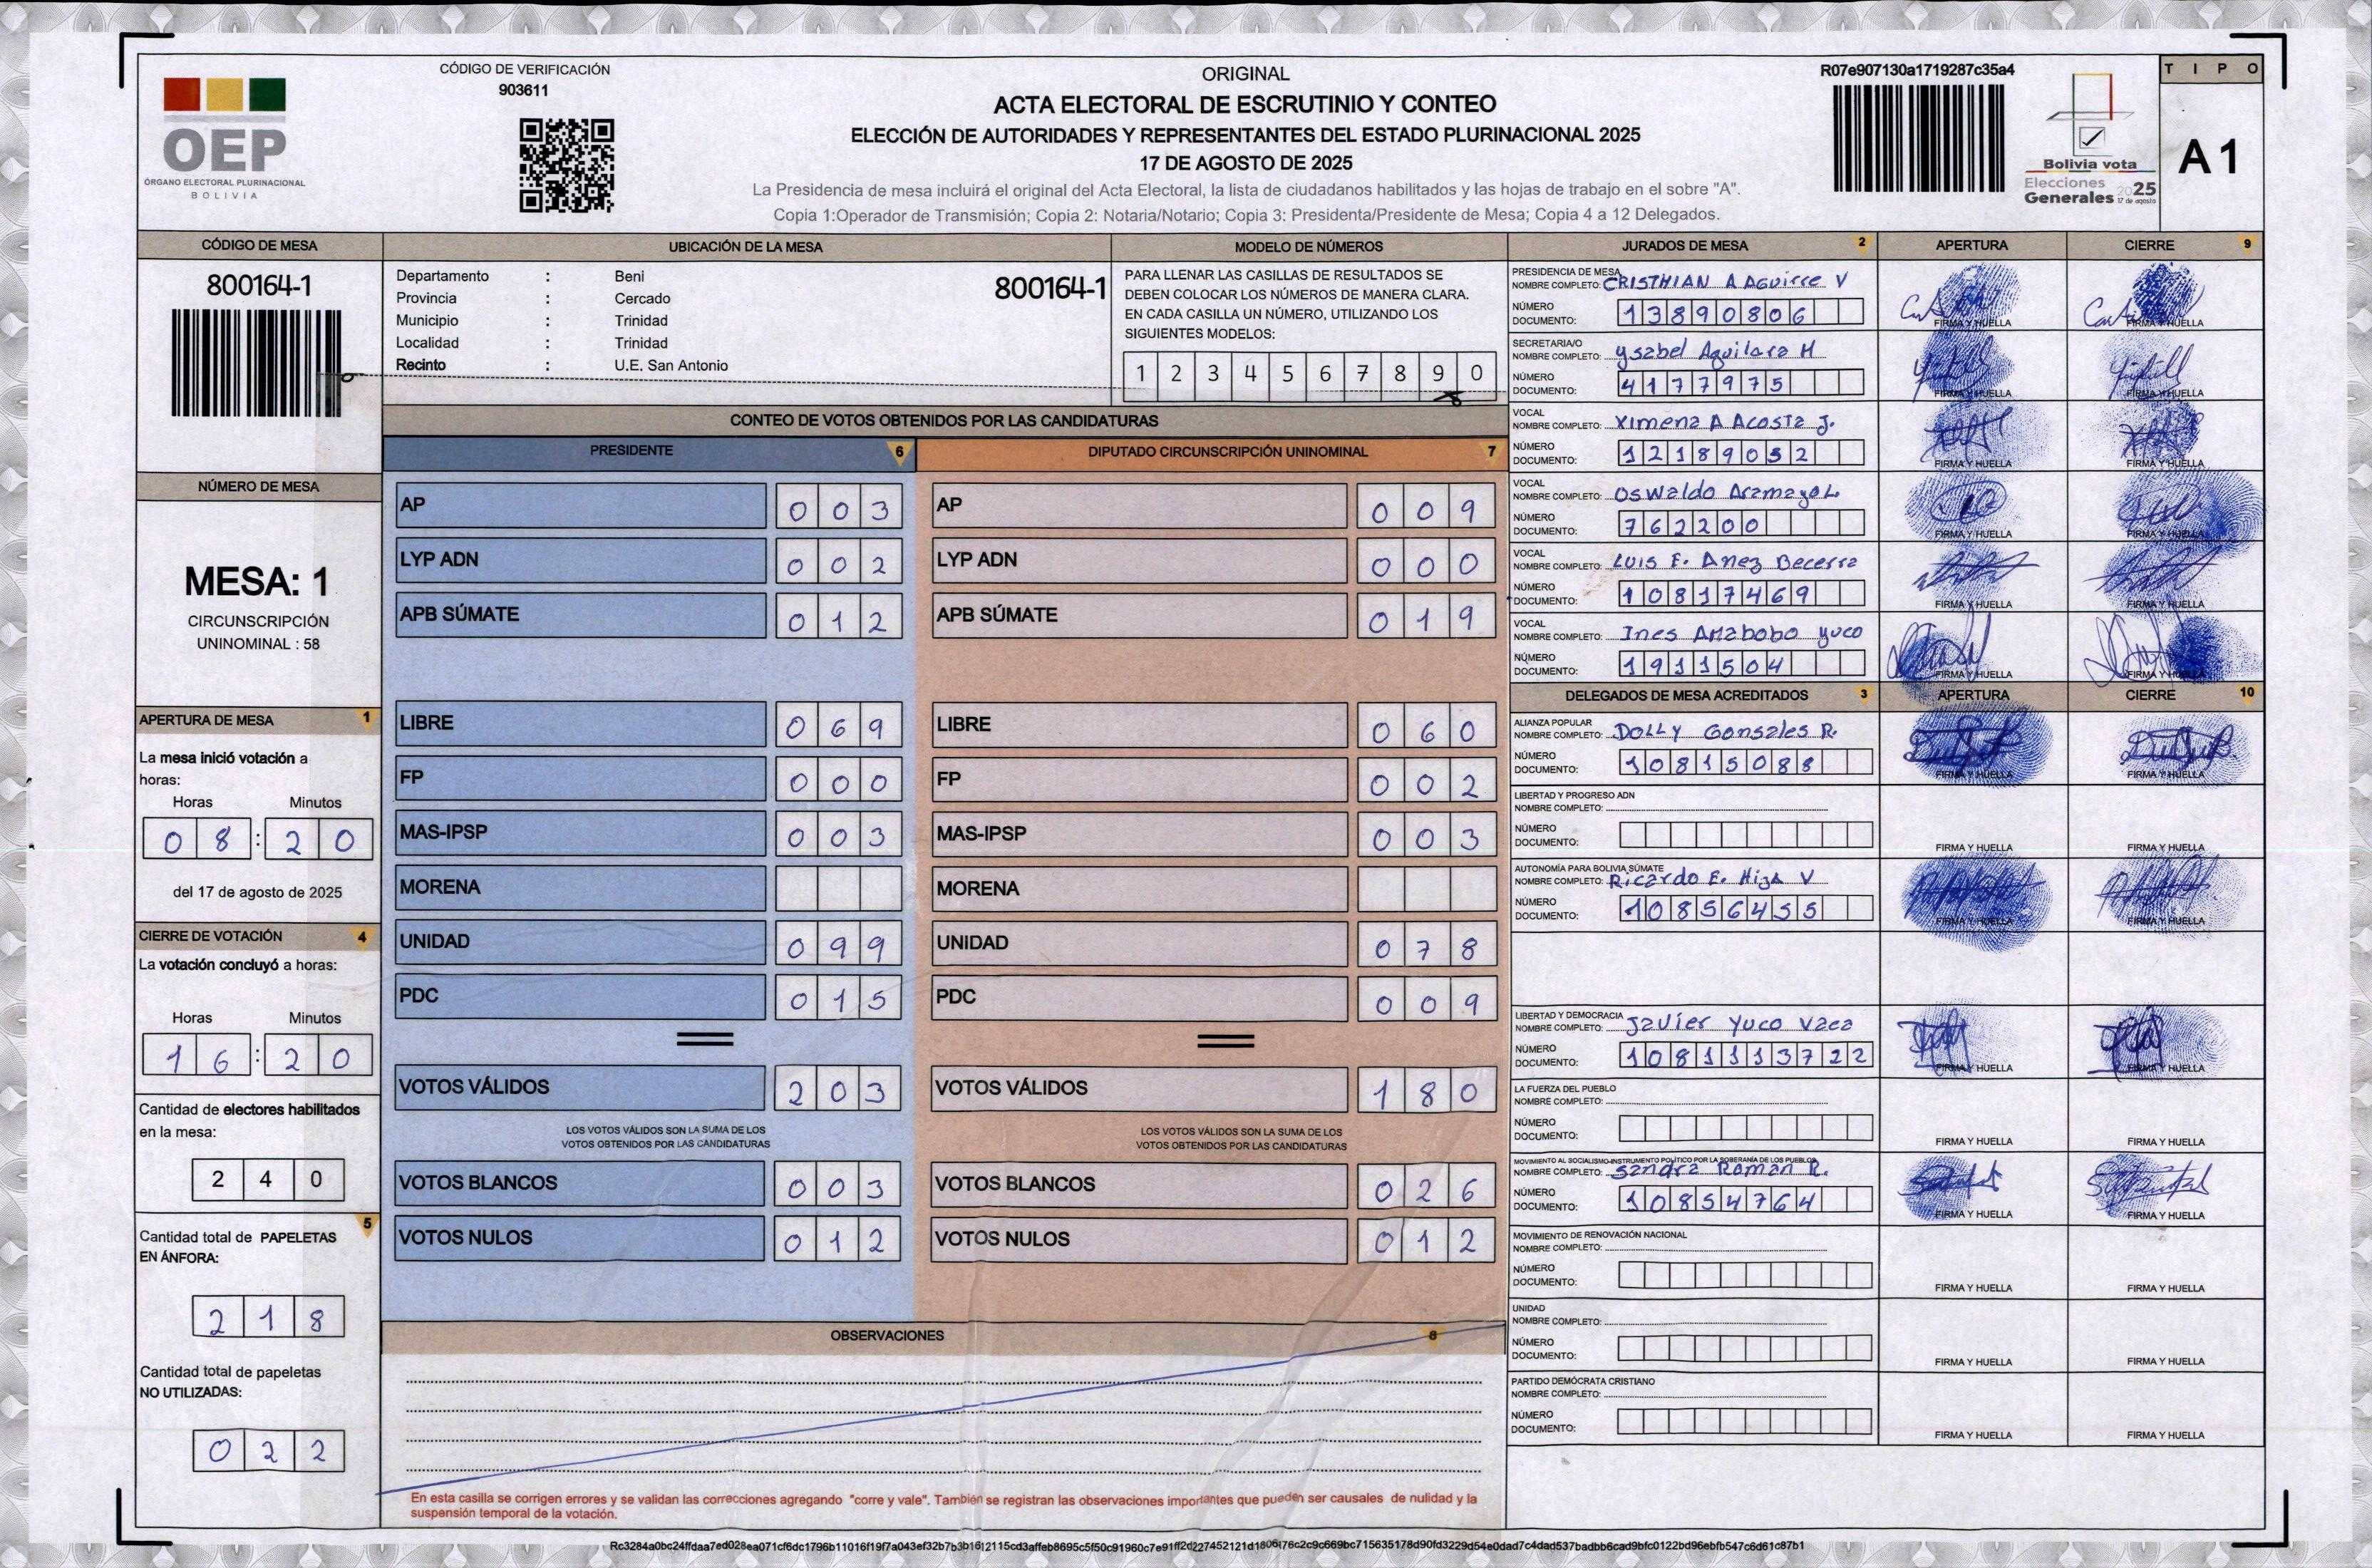 CÓDIGO DE VERIFICACIÓN
903611
OEP
ÓRGANO ELECTORAL PLURINACIONAL
BOLIVIA
ORIGINAL
ACTA ELECTORAL DE ESCRUTINIO Y CONTEO
ELECCIÓN DE AUTORIDADES Y REPRESENTANTES DEL ESTADO PLURINACIONAL 2025
17 DE AGOSTO DE 2025
La Presidencia de mesa incluirá el original del Acta Electoral, la lista de ciudadanos habilitados y las hojas de trabajo en el sobre "A".
Copia 1:Operador de Transmisión; Copia 2: Notaria/Notario; Copia 3: Presidenta/Presidente de Mesa; Copia 4 a 12 Delegados.
R07e907130a1719287c35a4
Bolivia vota
Elecciones
Generales 2025
17 de agosto
TIPO
A1
CÓDIGO DE MESA
800164-1
NÚMERO DE MESA
MESA: 1
CIRCUNSCRIPCIÓN
UNINOMINAL : 58
APERTURA DE MESA 1
La mesa inició votación a
horas:
Horas Minutos
08:20
del 17 de agosto de 2025
CIERRE DE VOTACIÓN 4
La votación concluyó a horas:
Horas Minutos
16:20
Cantidad de electores habilitados
en la mesa:
240
5
Cantidad total de PAPELETAS
EN ÁNFORA:
218
Cantidad total de papeletas
NO UTILIZADAS:
022
UBICACIÓN DE LA MESA
Departamento : Beni
800164-1
Provincia : Cercado
Municipio : Trinidad
Localidad : Trinidad
Recinto : U.E. San Antonio
MODELO DE NÚMEROS
PARA LLENAR LAS CASILLAS DE RESULTADOS SE
DEBEN COLOCAR LOS NÚMEROS DE MANERA CLARA.
EN CADA CASILLA UN NÚMERO, UTILIZANDO LOS
SIGUIENTES MODELOS:
1 2 3 4 5 6 7 8 9 0
CONTEO DE VOTOS OBTENIDOS POR LAS CANDIDATURAS
PRESIDENTE 6
AP 003
LYP ADN 002
APB SÚMATE 012
LIBRE 069
FP 000
MAS-IPSP 003
MORENA
UNIDAD 099
PDC 015
VOTOS VÁLIDOS 203
LOS VOTOS VÁLIDOS SON LA SUMA DE LOS
VOTOS OBTENIDOS POR LAS CANDIDATURAS
VOTOS BLANCOS 003
VOTOS NULOS 012
DIPUTADO CIRCUNSCRIPCIÓN UNINOMINAL 7
AP 009
LYP ADN 000
APB SÚMATE 019
LIBRE 060
FP 002
MAS-IPSP 003
MORENA
UNIDAD 078
PDC 009
VOTOS VÁLIDOS 180
LOS VOTOS VÁLIDOS SON LA SUMA DE LOS
VOTOS OBTENIDOS POR LAS CANDIDATURAS
VOTOS BLANCOS 026
VOTOS NULOS 012
OBSERVACIONES 8
En esta casilla se corrigen errores y se validan las correcciones agregando "corre y vale". También se registran las observaciones importantes que pueden ser causales de nulidad y la
suspensión temporal de la votación.
JURADOS DE MESA 2 APERTURA CIERRE 9
PRESIDENCIA DE MESA
NOMBRE COMPLETO: CRISTHIAN A AGuirre V
NÚMERO
DOCUMENTO: 13890806
FIRMA Y HUELLA FIRMA Y HUELLA
SECRETARIA/O
NOMBRE COMPLETO: ysabel Aguilara H
NÚMERO
DOCUMENTO: 4177975
FIRMA Y HUELLA FIRMA Y HUELLA
VOCAL
NOMBRE COMPLETO: Ximena A Acosta J.
NÚMERO
DOCUMENTO: 12189052
FIRMA Y HUELLA FIRMA Y HUELLA
VOCAL
NOMBRE COMPLETO: Oswaldo Aramayo L.
NÚMERO
DOCUMENTO: 762200
FIRMA Y HUELLA FIRMA Y HUELLA
VOCAL
NOMBRE COMPLETO: LUIS E. Añez Becerra
NÚMERO
DOCUMENTO: 10817469
FIRMA Y HUELLA FIRMA Y HUELLA
VOCAL
NOMBRE COMPLETO: Ines Amabobo yuco
NÚMERO
DOCUMENTO: 1911504
FIRMA Y HUELLA FIRMA Y HUELLA
DELEGADOS DE MESA ACREDITADOS 3 APERTURA CIERRE 10
ALIANZA POPULAR
NOMBRE COMPLETO: DOLLY Gonsales R.
NÚMERO
DOCUMENTO: 10815088
FIRMA Y HUELLA FIRMA Y HUELLA
LIBERTAD Y PROGRESO ADN
NOMBRE COMPLETO:
NÚMERO
DOCUMENTO:
FIRMA Y HUELLA FIRMA Y HUELLA
AUTONOMÍA PARA BOLIVIA SÚMATE
NOMBRE COMPLETO: Ricardo E. Hiza V
NÚMERO
DOCUMENTO: 10856455
FIRMA Y HUELLA FIRMA Y HUELLA
LIBERTAD Y DEMOCRACIA
NOMBRE COMPLETO: Javier Yuco Vaca
NÚMERO
DOCUMENTO: 1081113722
FIRMA Y HUELLA FIRMA Y HUELLA
LA FUERZA DEL PUEBLO
NOMBRE COMPLETO:
NÚMERO
DOCUMENTO:
FIRMA Y HUELLA FIRMA Y HUELLA
MOVIMIENTO AL SOCIALISMO-INSTRUMENTO POLÍTICO POR LA SOBERANÍA DE LOS PUEBLOS
NOMBRE COMPLETO: Sandra Roman R.
NÚMERO
DOCUMENTO: 10854764
FIRMA Y HUELLA FIRMA Y HUELLA
MOVIMIENTO DE RENOVACIÓN NACIONAL
NOMBRE COMPLETO:
NÚMERO
DOCUMENTO:
FIRMA Y HUELLA FIRMA Y HUELLA
UNIDAD
NOMBRE COMPLETO:
NÚMERO
DOCUMENTO:
FIRMA Y HUELLA FIRMA Y HUELLA
PARTIDO DEMÓCRATA CRISTIANO
NOMBRE COMPLETO:
NÚMERO
DOCUMENTO:
FIRMA Y HUELLA FIRMA Y HUELLA